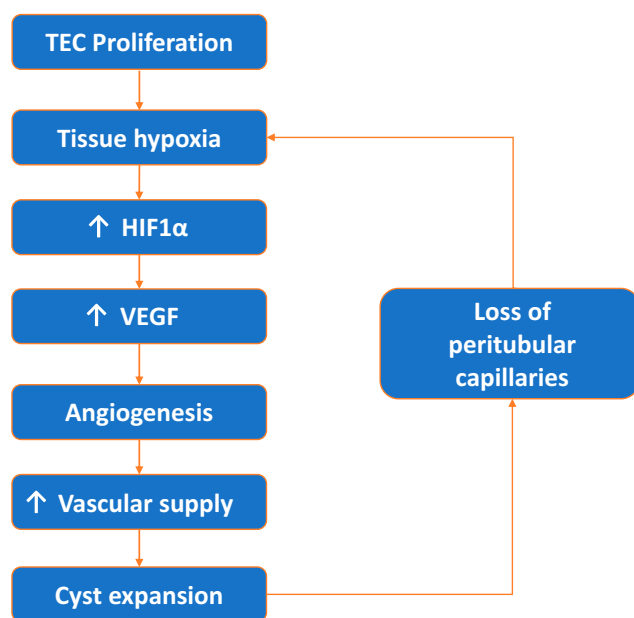 TEC Proliferation
Tissue hypoxia
↑ HIF1α
↑ VEGF
Angiogenesis
↑ Vascular supply
Cyst expansion
Loss of
peritubular
capillaries